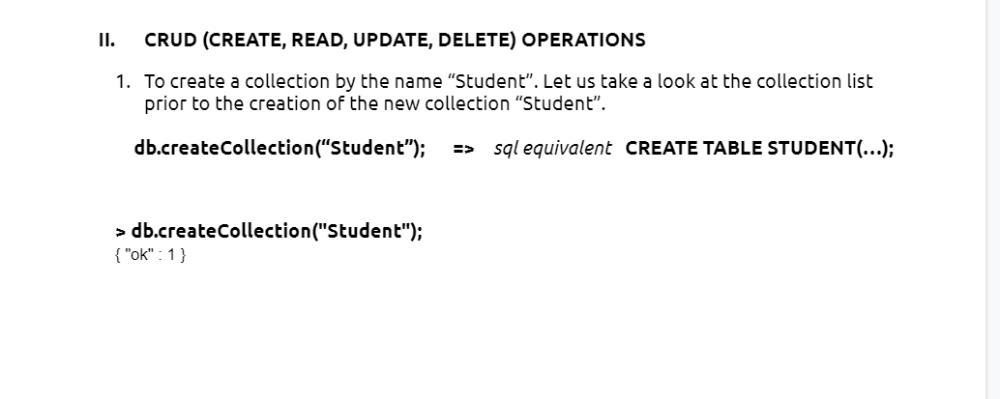 II. CRUD (CREATE, READ, UPDATE, DELETE) OPERATIONS
1. To create a collection by the name “Student”. Let us take a look at the collection list
prior to the creation of the new collection “Student”.
db.createCollection(“Student”); => sql equivalent CREATE TABLE STUDENT(...);
> db.createCollection("Student");
{ "ok" : 1 }